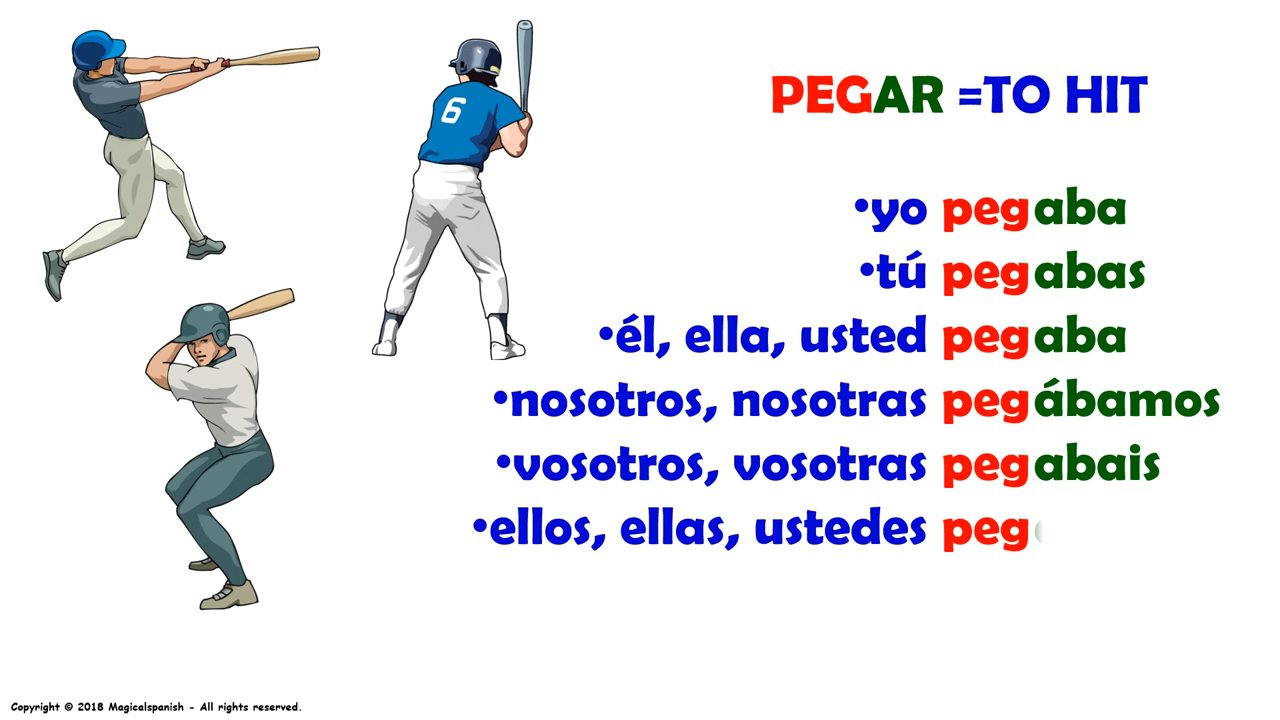 PEGAR =TO HIT
•yo pegaba
•tú pegabas
•él, ella, usted pegaba
•nosotros, nosotras pegábamos
•vosotros, vosotras pegabais
•ellos, ellas, ustedes peg
6
Copyright © 2018 Magicalspanish - All rights reserved.